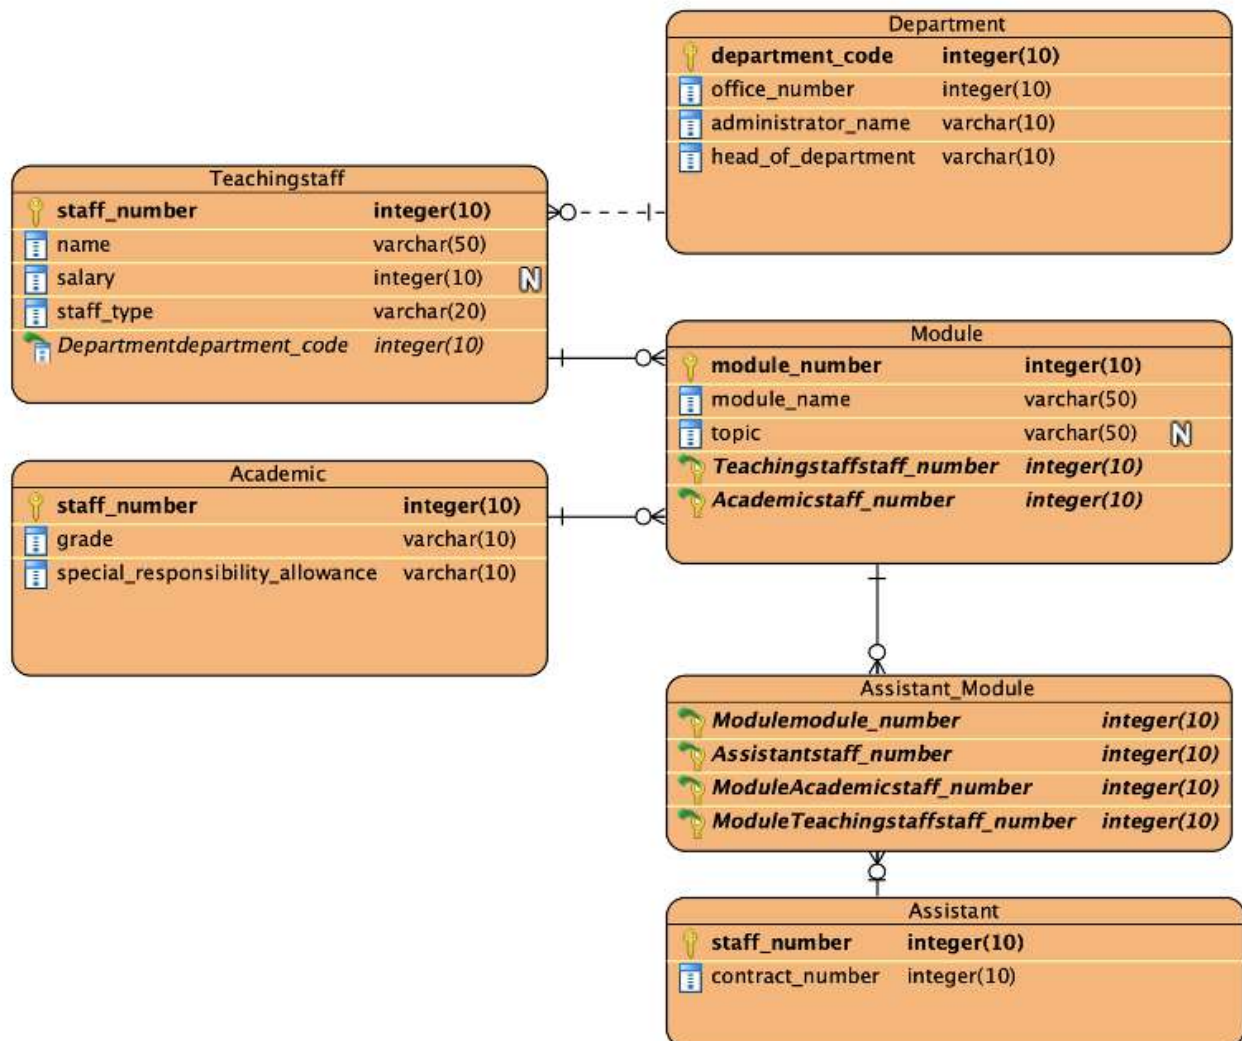 Department
department_code integer(10)
office_number integer(10)
administrator_name varchar(10)
head_of_department varchar(10)
Teachingstaff
staff_number integer(10)
name varchar(50)
salary integer(10) N
staff_type varchar(20)
Departmentdepartment_code integer(10)
Module
module_number integer(10)
module_name varchar(50)
topic varchar(50) N
Teachingstaffstaff_number integer(10)
Academicstaff_number integer(10)
Academic
staff_number integer(10)
grade varchar(10)
special_responsibility_allowance varchar(10)
Assistant_Module
Modulemodule_number integer(10)
Assistantstaff_number integer(10)
ModuleAcademicstaff_number integer(10)
ModuleTeachingstaffstaff_number integer(10)
Assistant
staff_number integer(10)
contract_number integer(10)